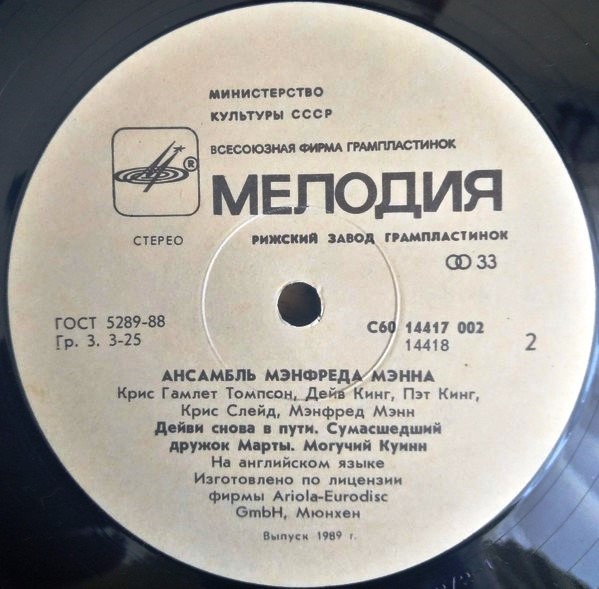 МИНИСТЕРСТВО
КУЛЬТУРЫ СССР
ВСЕСОЮЗНАЯ ФИРМА ГРАМПЛАСТИНОК
®
МЕЛОДИЯ
СТЕРЕО
РИЖСКИЙ ЗАВОД ГРАМПЛАСТИНОК
33
ГОСТ 5289-88
Гр. 3. 3-25
С60 14417 002
14418
2
АНСАМБЛЬ МЭНФРЕДА МЭННА
Крис Гамлет Томпсон, Дейв Кинг, Пэт Кинг,
Крис Слейд, Мэнфред Мэнн
Дейви снова в пути. Сумасшедший
дружок Марты. Могучий Куинн
На английском языке
Изготовлено по лицензии
фирмы Ariola-Eurodisc
GmbH, Мюнхен
Выпуск 1989 г.